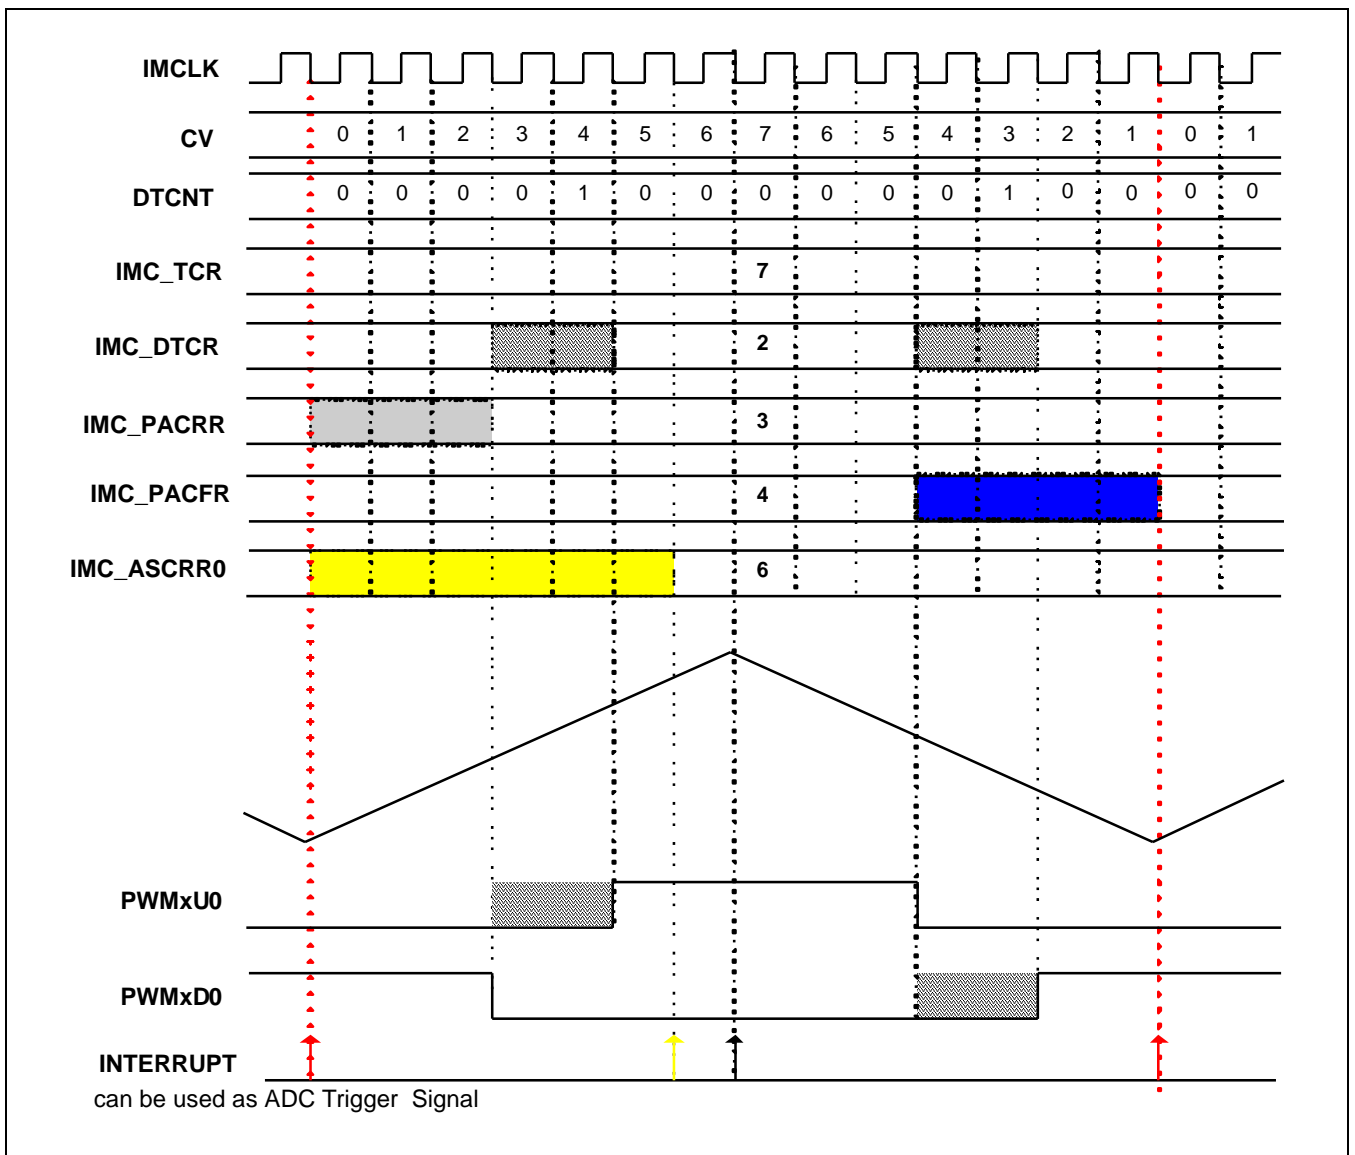 IMCLK
CV 0 1 2 3 4 5 6 7 6 5 4 3 2 1 0 1
DTCNT 0 0 0 0 1 0 0 0 0 0 0 1 0 0 0 0
IMC_TCR 7
IMC_DTCR 2
IMC_PACRR 3
IMC_PACFR 4
IMC_ASCRR0 6
PWMxU0
PWMxD0
INTERRUPT
can be used as ADC Trigger Signal